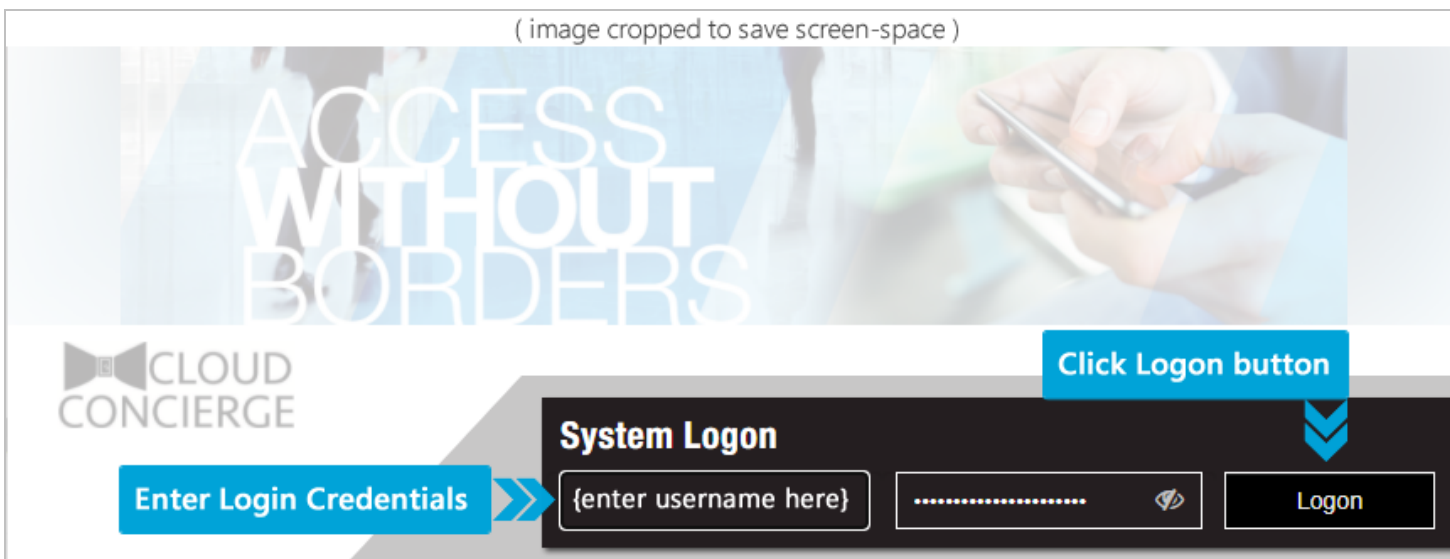 ( image cropped to save screen-space )
ACCESS
WITHOUT
BORDERS
CLOUD
CONCIERGE
Click Logon button
System Logon
Enter Login Credentials
{enter username here}
Logon